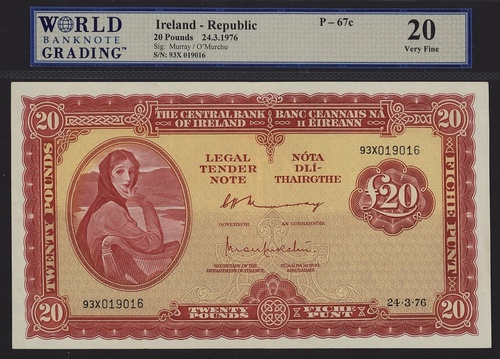 WORLD
BANKNOTE
GRADING™
Ireland - Republic
P - 67c
20 Pounds 24.3.1976
Sig: Murray / O'Murchu
S/N: 93X 019016
20
Very Fine
20
20
THE CENTRAL BANK OF IRELAND
BANC CEANNAIS NA H ÉIREANN
LEGAL
TENDER
NOTE
NÓTA
DLÍ-
THAIRGTHE
93X019016
£20
TWENTY POUNDS
FICHE PUNT
GOVERNOR
AN GOBHARNÓIR
SECRETARY OF THE
DEPARTMENT OF FINANCE.
RÚNAÍ NA ROINNE
AIRGEADAIS.
93X019016
24·3·76
20
TWENTY
POUNDS
FICHE
PUNT
20